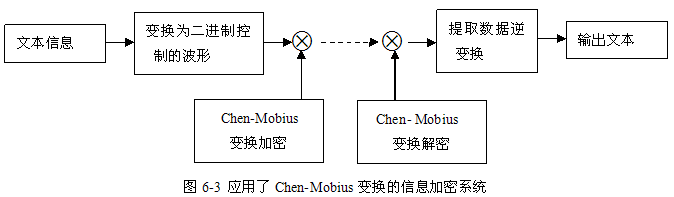 文本信息
变换为二进制控
制的波形
提取数据逆
变换
输出文本
Chen-Mobius
变换加密
Chen- Mobius
变换解密
图 6-3 应用了 Chen-Mobius 变换的信息加密系统